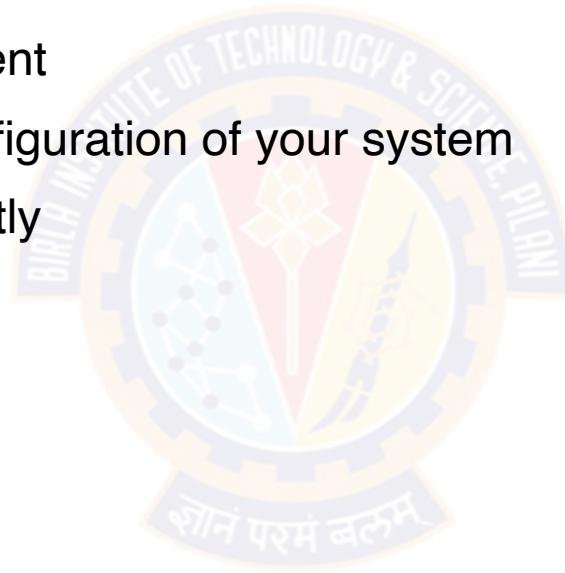 ent
figuration of your system
tly
BIRLA INSTITUTE OF TECHNOLOGY & SCIENCE, PILANI
ज्ञानं परमं बलम्